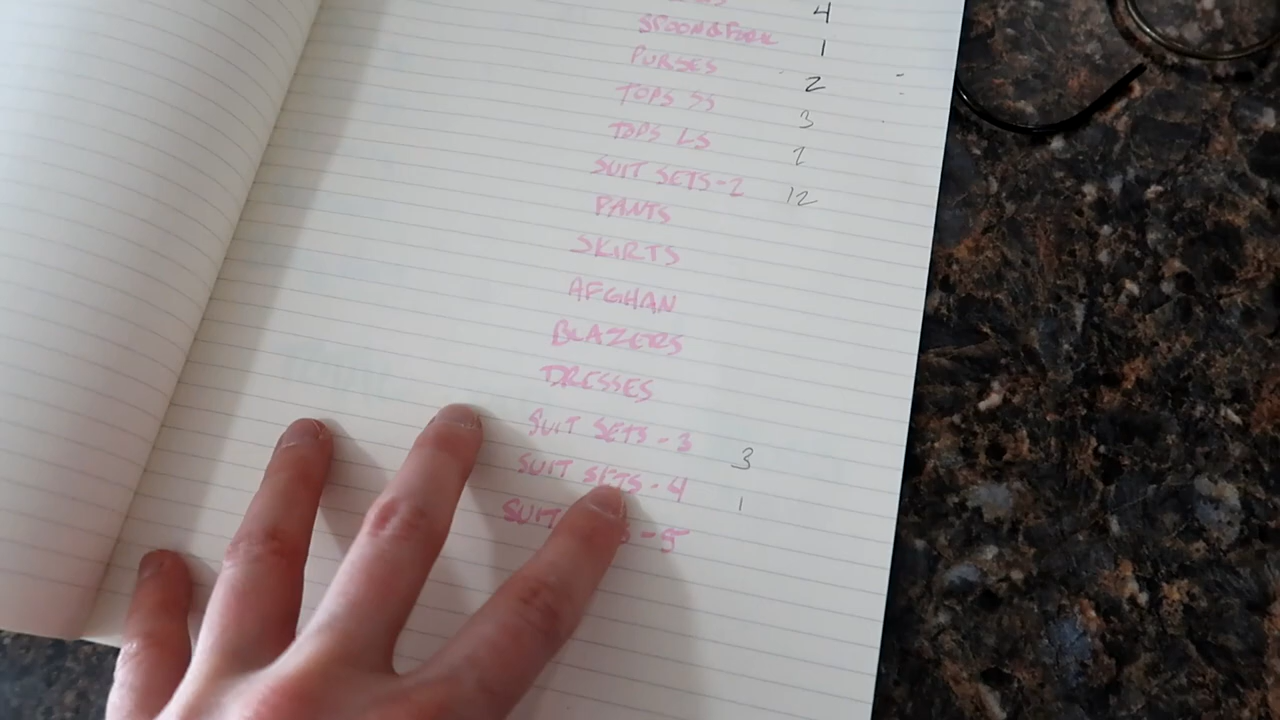 4
SPOON&FORK 1
PURSES 2
TOPS SS 3
TOPS LS 2
SUIT SETS-2 12
PANTS
SKIRTS
AFGHAN
BLAZERS
DRESSES
SUIT SETS-3 3
SUIT SETS-4 1
SUIT -5